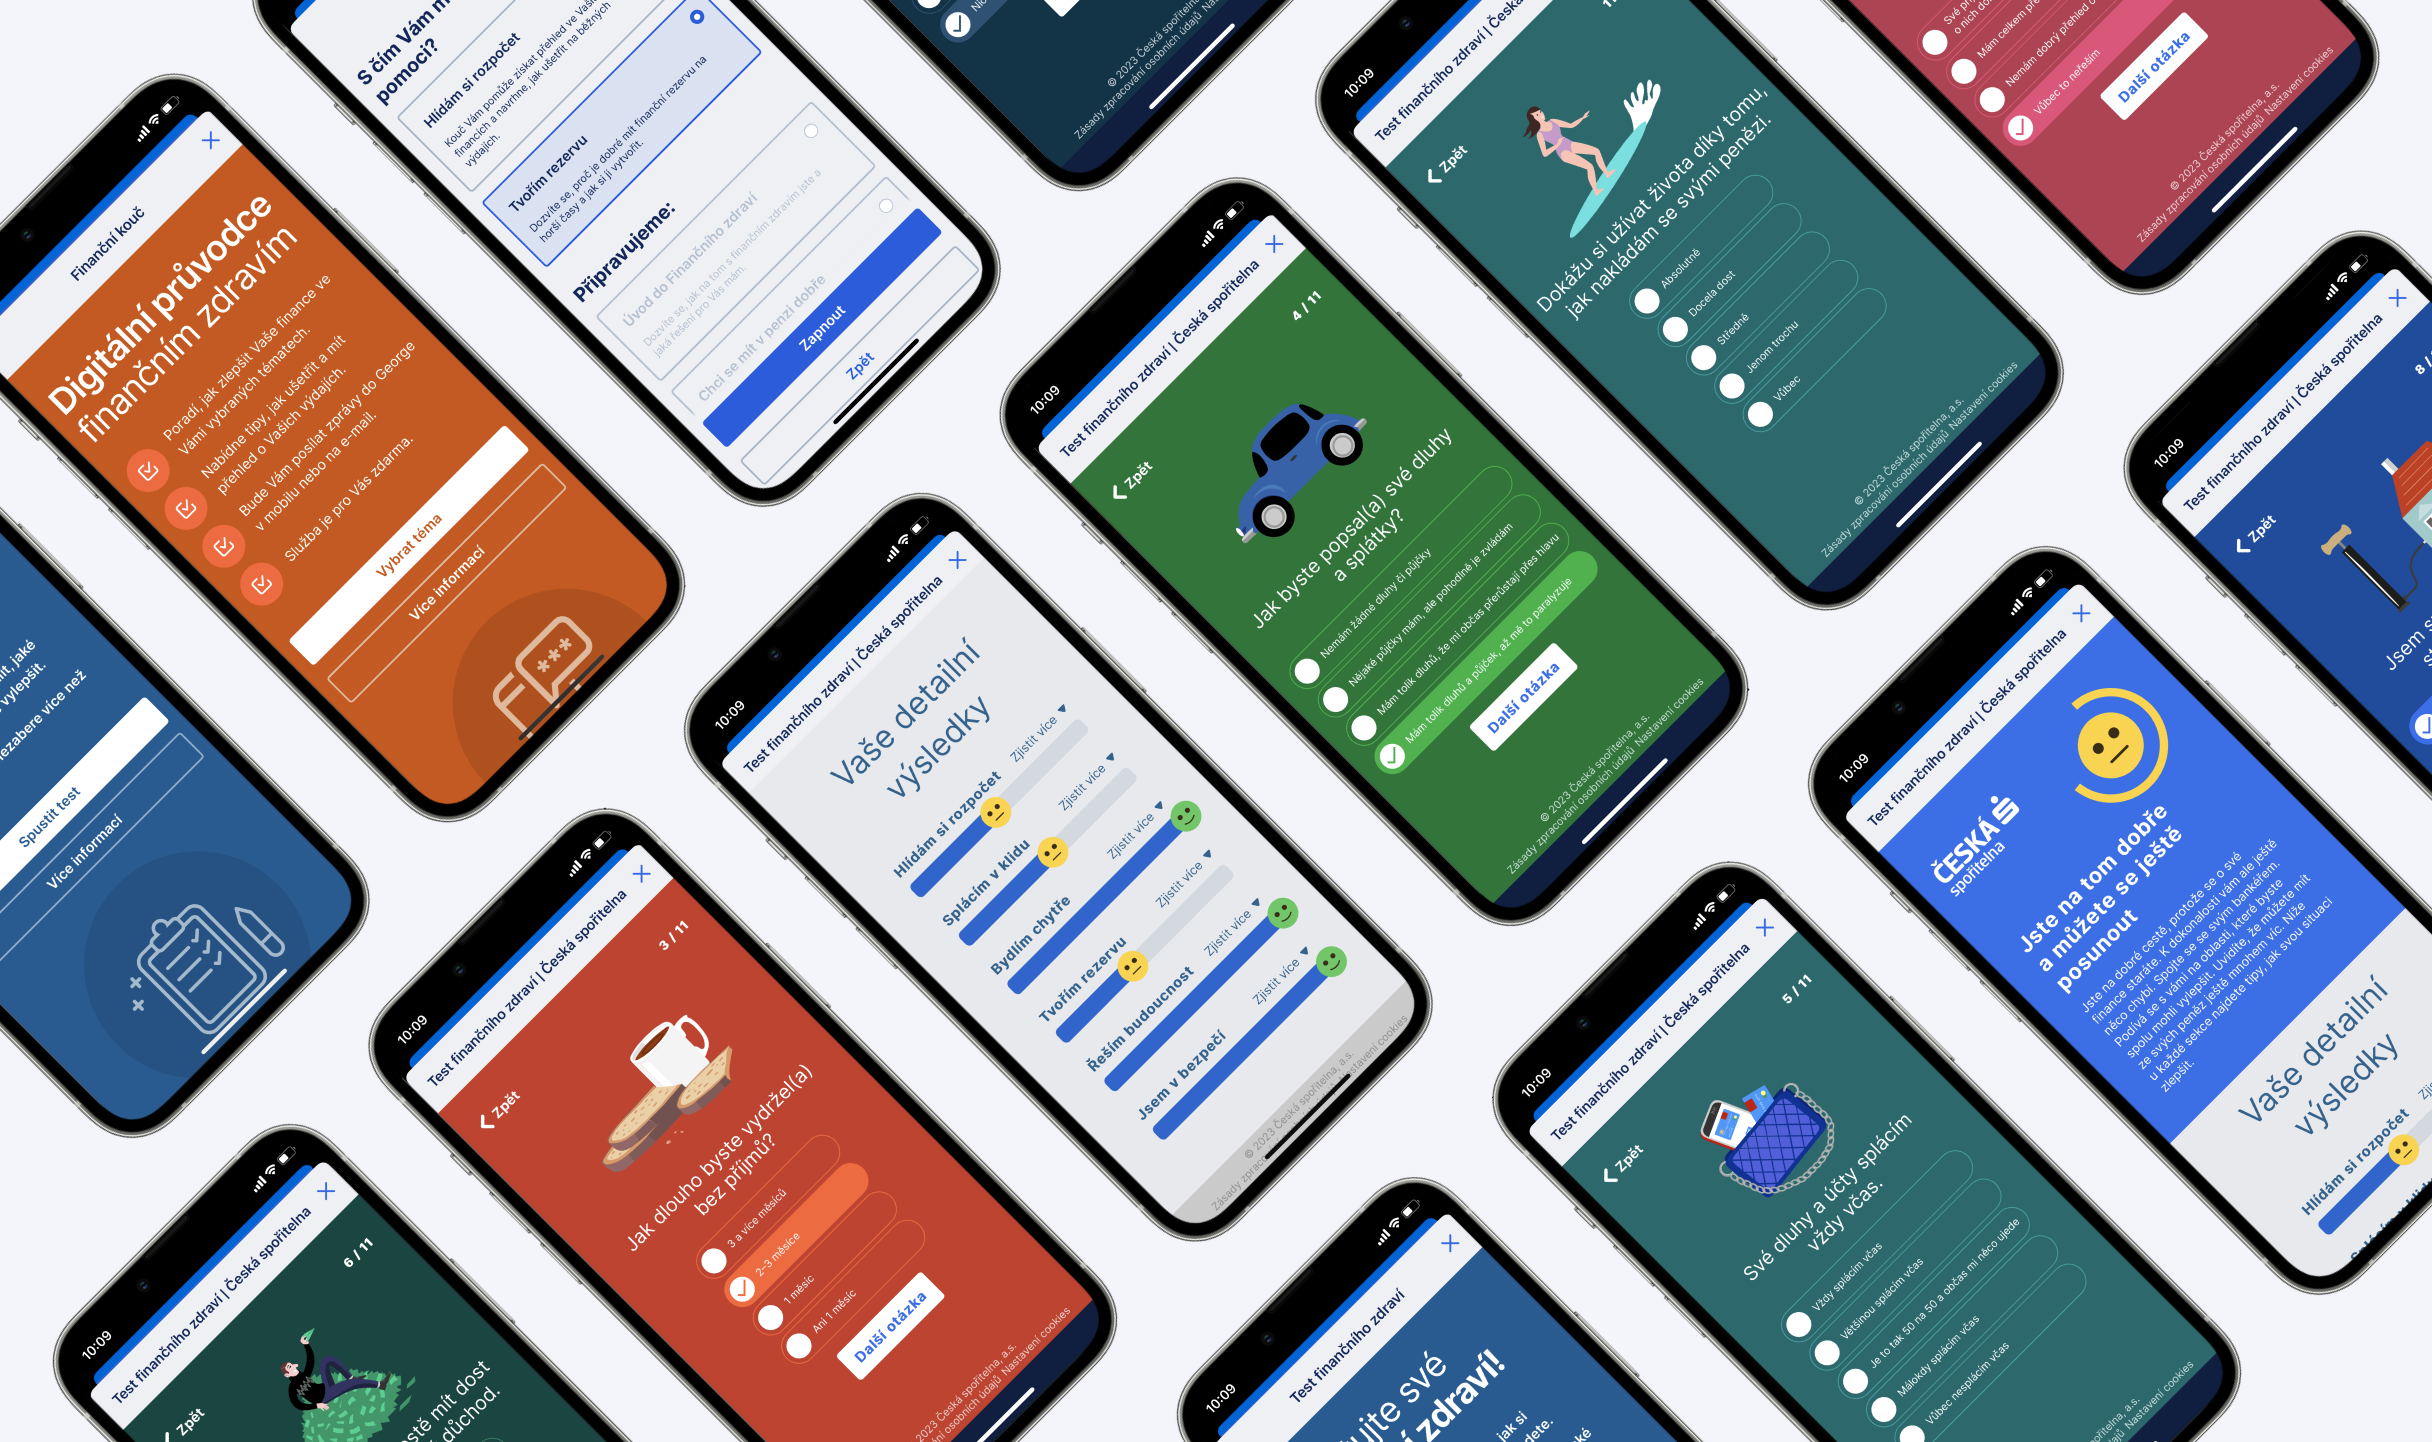 Finanční kouč
Digitální průvodce
finančním zdravím
Poradí, jak zlepšit Vaše finance ve
Vámi vybraných tématech.
Nabídne tipy, jak ušetřit a mít
přehled o Vašich výdajích.
Bude Vám posílat zprávy do George
v mobilu nebo na e-mail.
Služba je pro Vás zdarma.
Vybrat téma
Více informací
S čím Vám
pomoci?
Hlídám si rozpočet
Kouč Vám pomůže získat přehled ve
financích a navrhne, jak ušetřit na běžných
výdajích.
Tvořím rezervu
Dozvíte se, proč je dobré mít finanční rezervu na
horší časy a jak si ji vytvořit.
Připravujeme:
Úvod do Finančního zdraví
Dozvíte se, jak na tom s finančním zdravím jste a
jaká řešení pro Vás mám.
Chci se mít v penzi dobře
Zapnout
Zpět
© 2023 Česká spořitelna,
Zásady zpracování osobních údajů
10:09
Test finančního zdraví | Česká
Zpět
Dokážu si užívat života díky tomu,
jak nakládám se svými penězi.
Absolutně
Docela dost
Středně
Jenom trochu
Vůbec
© 2023 Česká spořitelna, a.s.
Zásady zpracování osobních údajů Nastavení cookies
o nich
Mám celkem
Nemám dobrý přehled
Vůbec to neřeším
Další otázka
© 2023 Česká spořitelna, a.s.
Zásady zpracování osobních údajů Nastavení cookies
jaké
vylepšit.
více než
Spustit test
Více informací
10:09
Test finančního zdraví | Česká spořitelna
Zpět
4 / 11
Jak byste popsal(a) své dluhy
a splátky?
Nemám žádné dluhy či půjčky
Nějaké půjčky mám, ale pohodlně je zvládám
Mám tolik dluhů, že mi občas přerůstají přes hlavu
Mám tolik dluhů a půjček, až mě to paralyzuje
Další otázka
© 2023 Česká spořitelna, a.s.
Zásady zpracování osobních údajů Nastavení cookies
10:09
Test finančního zdraví | Česká spořitelna
Zpět
8 /
Jsem
10:09
Test finančního zdraví | Česká spořitelna
Vaše detailní
výsledky
Hlídám si rozpočet
Zjistit více
Splácím v klidu
Zjistit více
Bydlím chytře
Zjistit více
Tvořím rezervu
Zjistit více
Řeším budoucnost
Zjistit více
Jsem v bezpečí
Zjistit více
© 2023 Česká spořitelna, a.s.
Nastavení cookies
10:09
Test finančního zdraví | Česká spořitelna
Zpět
3 / 11
Jak dlouho byste vydržel(a)
bez příjmů?
3 a více měsíců
2–3 měsíce
1 měsíc
Ani 1 měsíc
Další otázka
2023 Česká spořitelna, a.s.
osobních údajů Nastavení cookies
10:09
Test finančního zdraví | Česká spořitelna
ČESKÁ
spořitelna
Jste na tom dobře
a můžete se ještě
posunout
Jste na dobré cestě, protože se o své
finance staráte. K dokonalosti vám ale ještě
něco chybí. Spojte se se svým bankéřem.
Podívá se s vámi na oblasti, které byste
spolu mohli vylepšit. Uvidíte, že můžete mít
ze svých peněz ještě mnohem víc. Níže
u každé sekce najdete tipy, jak svou situaci
zlepšit.
Vaše detailní
výsledky
Hlídám si rozpočet
10:09
Test finančního zdraví | Česká spořitelna
Zpět
5 / 11
Své dluhy a účty splácím
vždy včas.
Vždy splácím včas
Většinou splácím včas
Je to tak 50 na 50 a občas mi něco ujede
Málokdy splácím včas
Vůbec nesplácím včas
spořitelna, a.s.
údajů Nastavení cookies
10:09
Test finančního zdraví | Česká spořitelna
Zpět
6 / 11
mít dost
důchod.
10:09
Test finančního zdraví
své
zdraví!
jak si